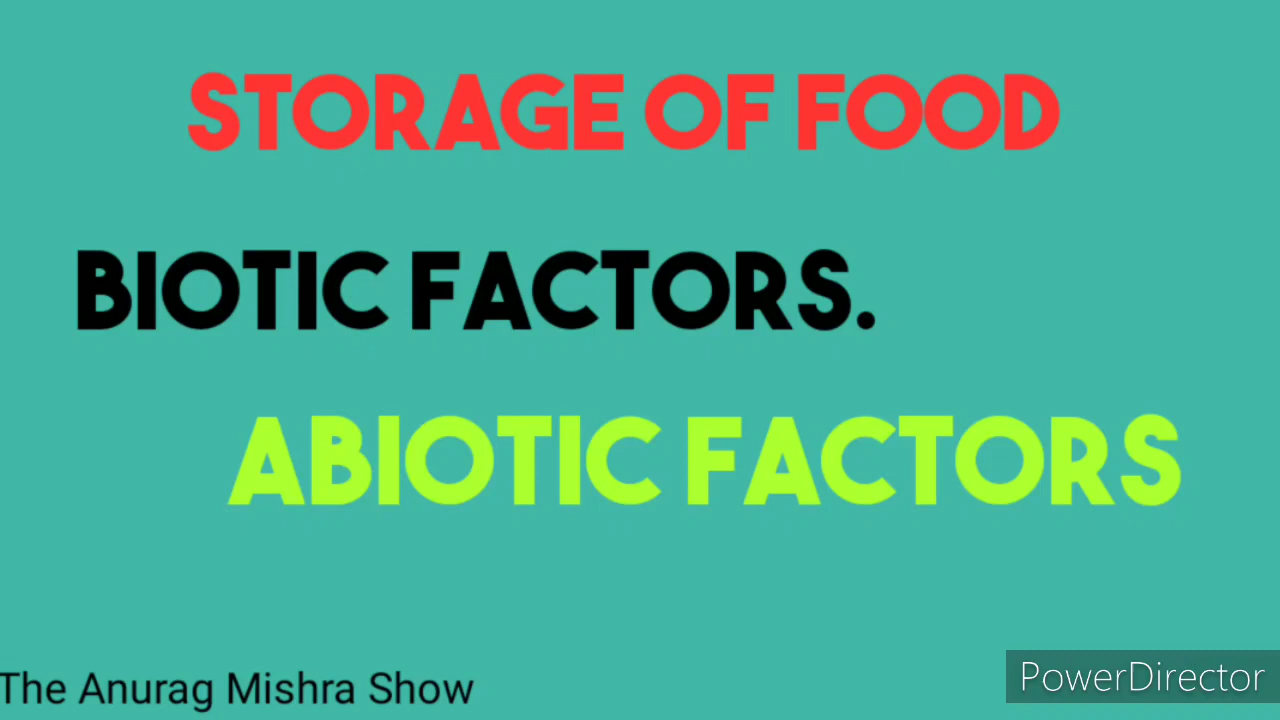 STORAGE OF FOOD
BIOTIC FACTORS.
ABIOTIC FACTORS
The Anurag Mishra Show
PowerDirector